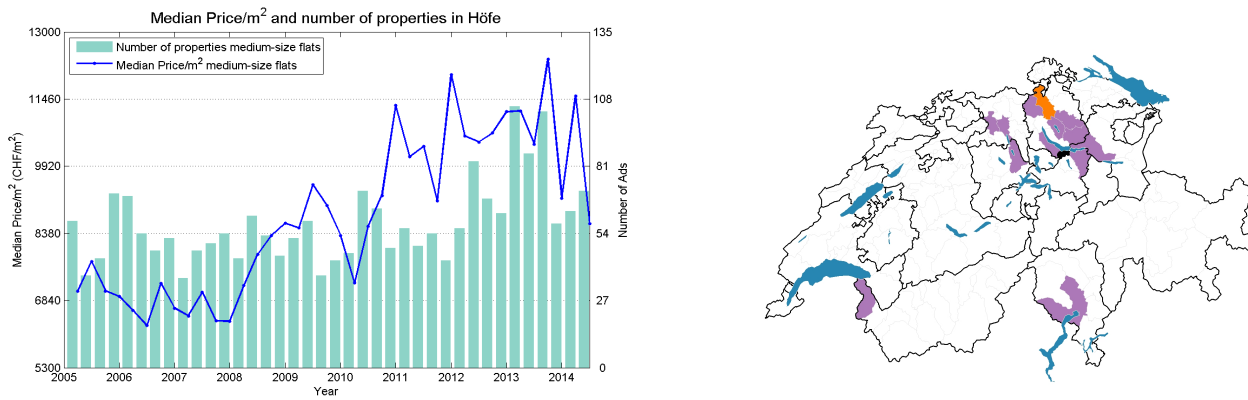 Median Price/m² and number of properties in Höfe
13000
11460
9920
8380
6840
5300
Median Price/m² (CHF/m²)
Number of properties medium-size flats
Median Price/m² medium-size flats
135
108
81
54
27
0
Number of Ads
2005 2006 2007 2008 2009 2010 2011 2012 2013 2014
Year